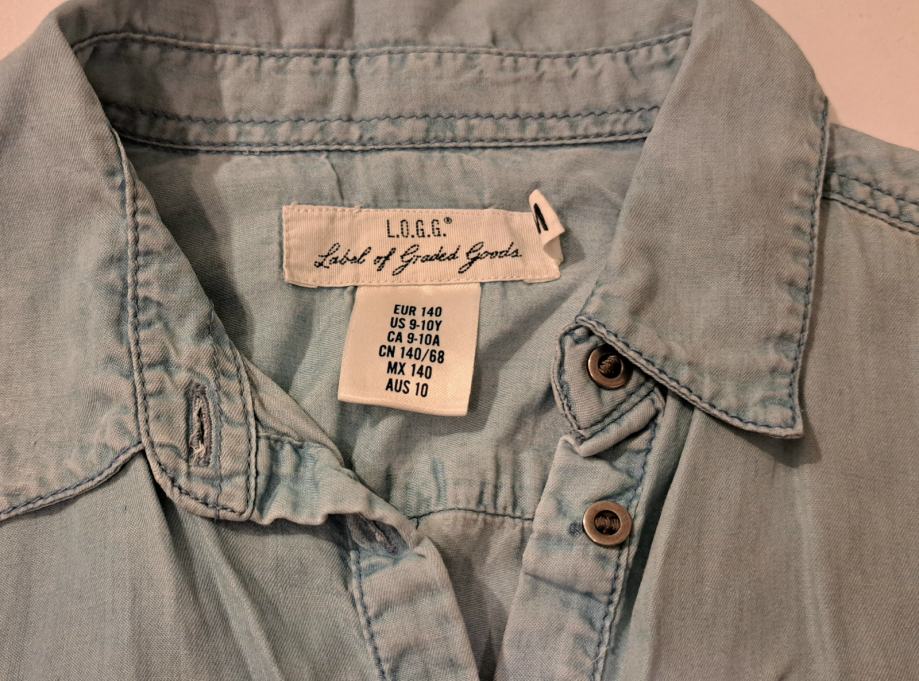 L.O.G.G.®
Label of Graded Goods
EUR 140
US 9-10Y
CA 9-10A
CN 140/68
MX 140
AUS 10